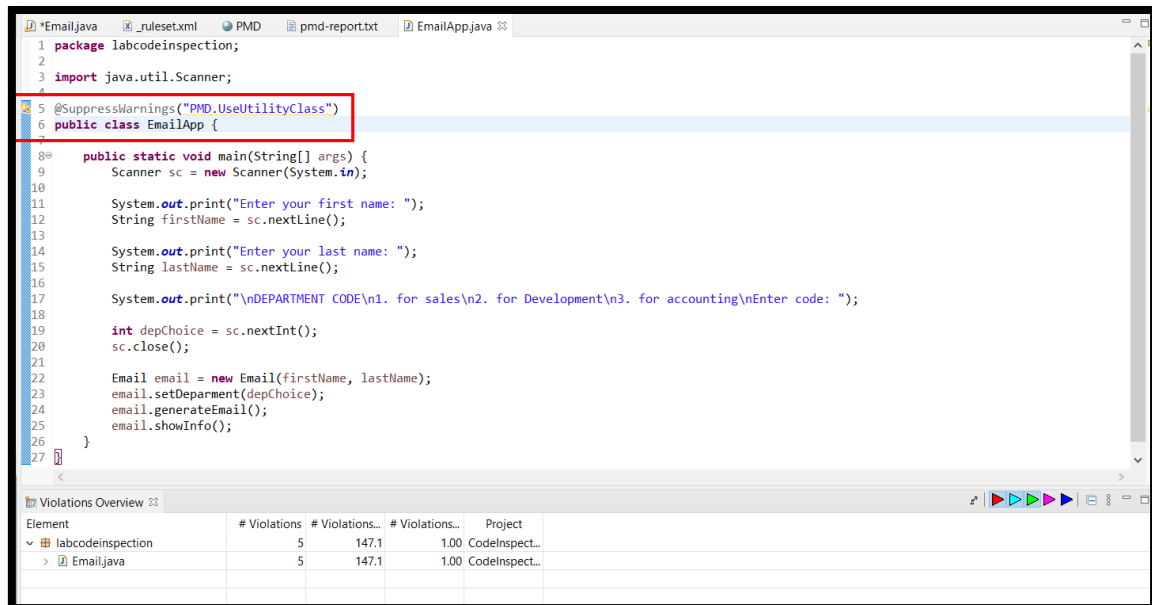 *Email.java _ruleset.xml PMD pmd-report.txt EmailApp.java
1 package labcodeinspection;
2
3 import java.util.Scanner;
4
5 @SuppressWarnings("PMD.UseUtilityClass")
6 public class EmailApp {
7
8 public static void main(String[] args) {
9 Scanner sc = new Scanner(System.in);
10
11 System.out.print("Enter your first name: ");
12 String firstName = sc.nextLine();
13
14 System.out.print("Enter your last name: ");
15 String lastName = sc.nextLine();
16
17 System.out.print("\nDEPARTMENT CODE\n1. for sales\n2. for Development\n3. for accounting\nEnter code: ");
18
19 int depChoice = sc.nextInt();
20 sc.close();
21
22 Email email = new Email(firstName, lastName);
23 email.setDeparment(depChoice);
24 email.generateEmail();
25 email.showInfo();
26 }
27 }
Violations Overview
Element # Violations # Violations... # Violations... Project
labcodeinspection 5 147.1 1.00 CodeInspect...
Email.java 5 147.1 1.00 CodeInspect...